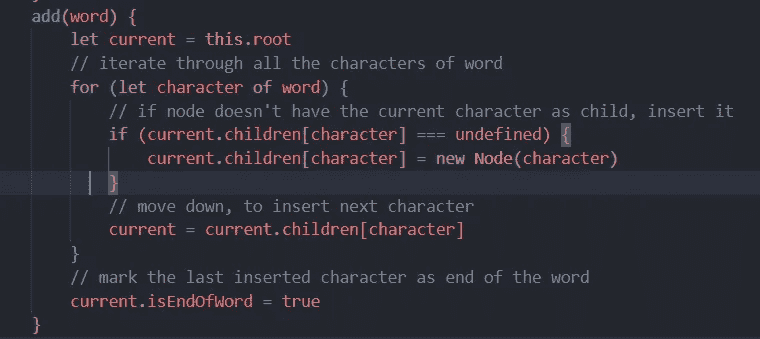 add(word) {
let current = this.root
// iterate through all the characters of word
for (let character of word) {
// if node doesn't have the current character as child, insert it
if (current.children[character] === undefined) {
current.children[character] = new Node(character)
}
// move down, to insert next character
current = current.children[character]
}
// mark the last inserted character as end of the word
current.isEndOfWord = true
}